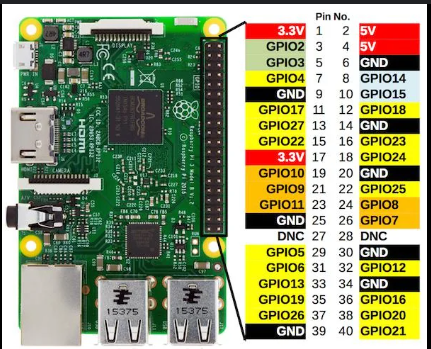 Pin No.
3.3V 1 2 5V
GPIO2 3 4 5V
GPIO3 5 6 GND
GPIO4 7 8 GPIO14
GND 9 10 GPIO15
GPIO17 11 12 GPIO18
GPIO27 13 14 GND
GPIO22 15 16 GPIO23
3.3V 17 18 GPIO24
GPIO10 19 20 GND
GPIO9 21 22 GPIO25
GPIO11 23 24 GPIO8
GND 25 26 GPIO7
DNC 27 28 DNC
GPIO5 29 30 GND
GPIO6 31 32 GPIO12
GPIO13 33 34 GND
GPIO19 35 36 GPIO16
GPIO26 37 38 GPIO20
GND 39 40 GPIO21
DISPLAY
PWR IN
HDMI
CAMERA
15375
15375